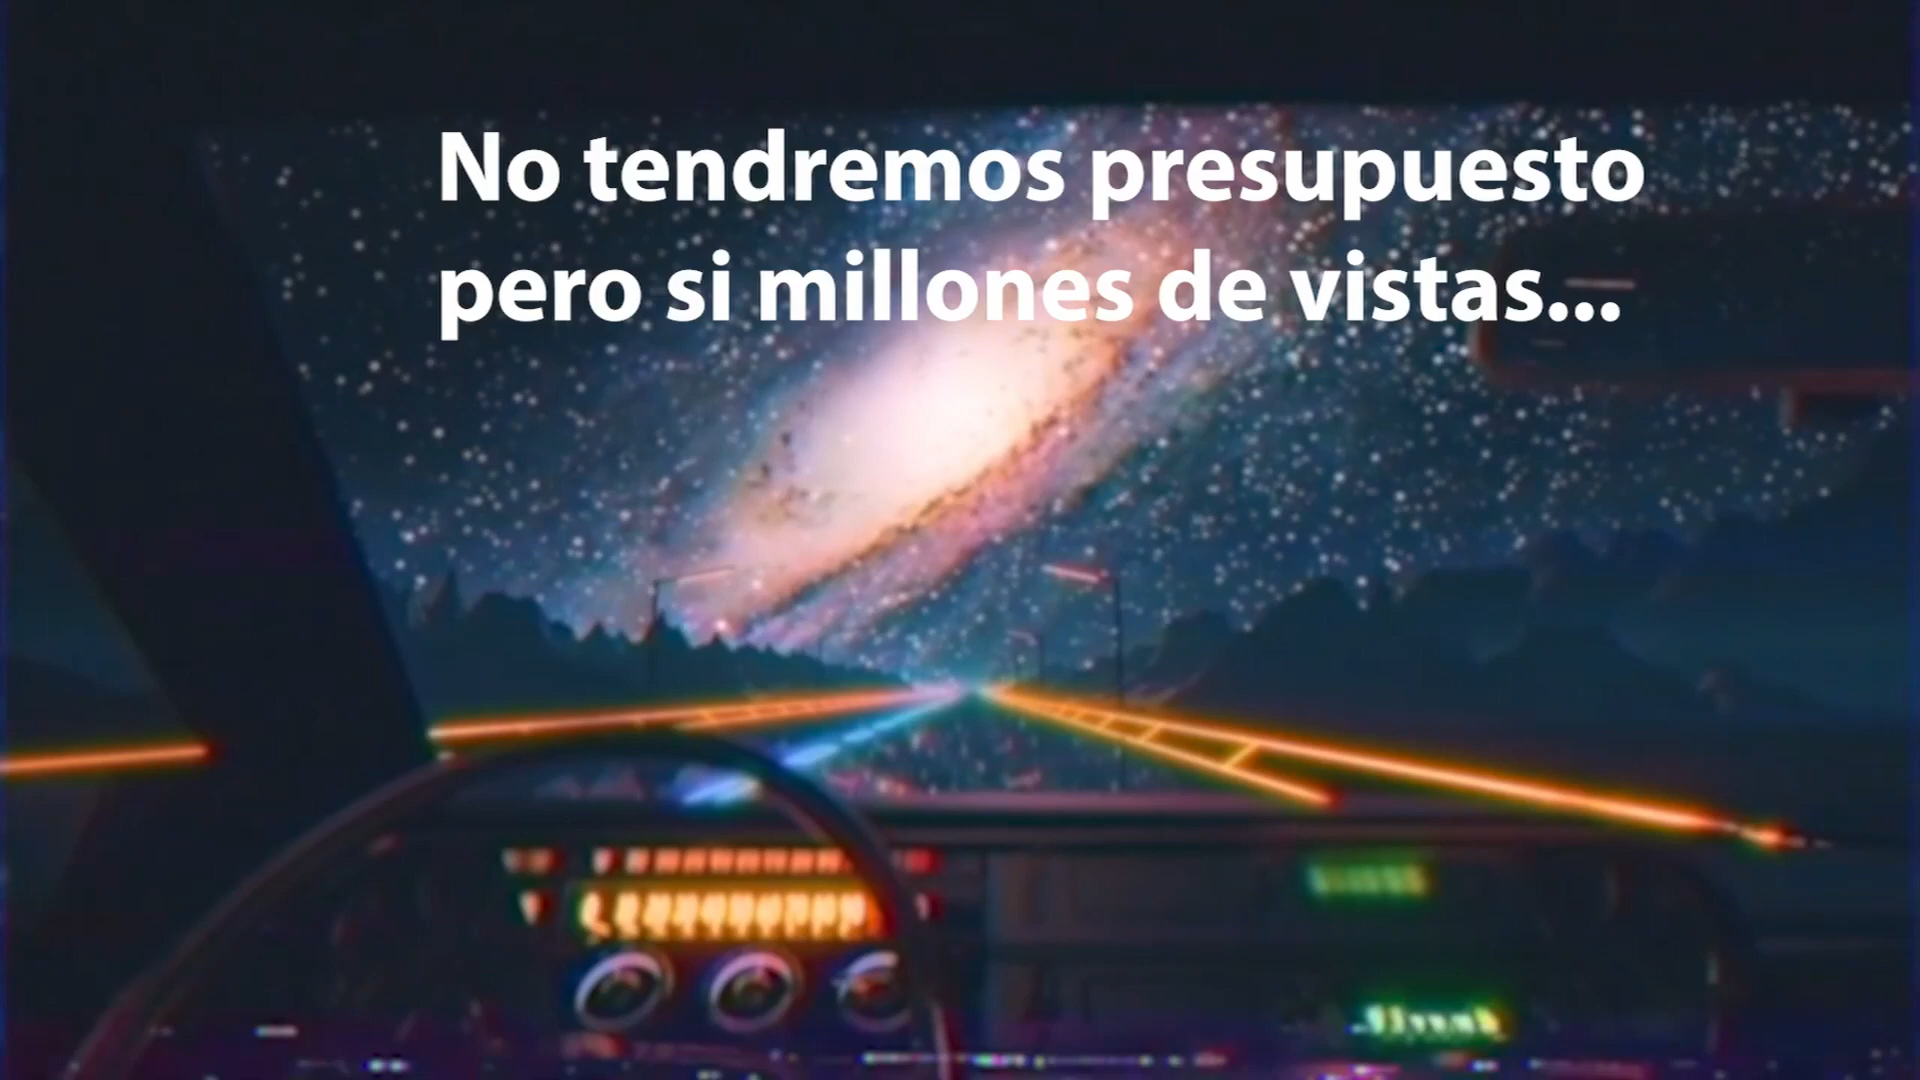 No tendremos presupuesto
pero si millones de vistas...